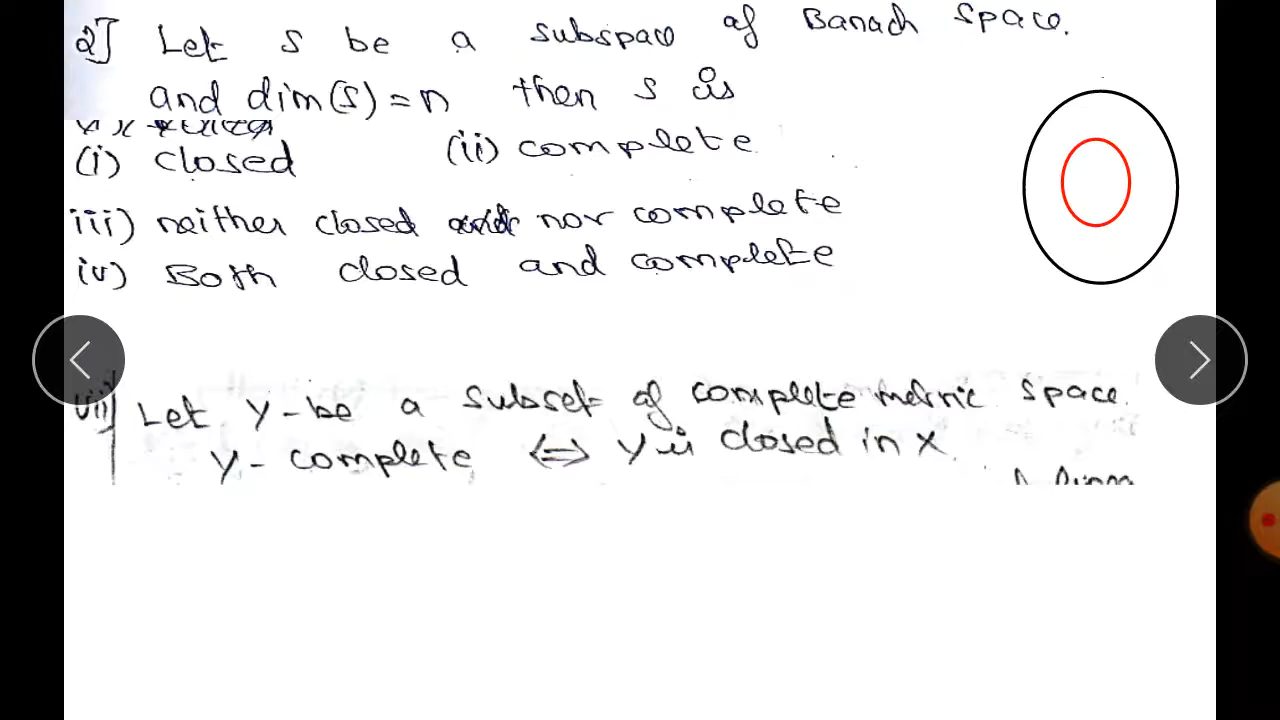 2] Let S be a subspace of Banach space.
and dim(S) = n then S is
(i) closed (ii) complete
iii) neither closed nor complete
iv) Both closed and complete
vii) Let Y-be a subset of complete metric space.
Y- complete <=> Y is closed in X.